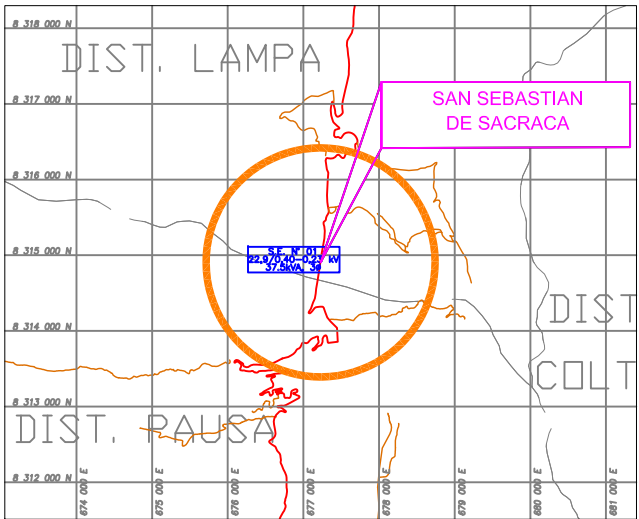 8 318 000 N
DIST. LAMPA
SAN SEBASTIAN
DE SACRACA
8 317 000 N
8 316 000 N
8 315 000 N
S.E. N° 01
22,9/0,40-0,23 kV
37.5kVA, 3ø
8 314 000 N
DIST
COLT
8 313 000 N
DIST. PAUSA
8 312 000 N
674 000 E
675 000 E
676 000 E
677 000 E
678 000 E
679 000 E
680 000 E
681 000 E